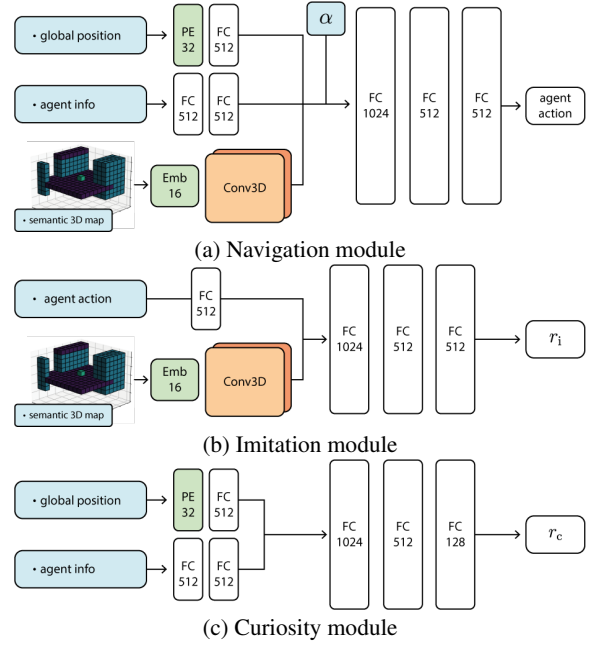 • global position
PE
32
FC
512
α
• agent info
FC
512
FC
512
FC
1024
FC
512
FC
512
agent
action
• semantic 3D map
Emb
16
Conv3D
(a) Navigation module
• agent action
FC
512
• semantic 3D map
Emb
16
Conv3D
FC
1024
FC
512
FC
512
r_i
(b) Imitation module
• global position
PE
32
FC
512
• agent info
FC
512
FC
512
FC
1024
FC
512
FC
128
r_c
(c) Curiosity module